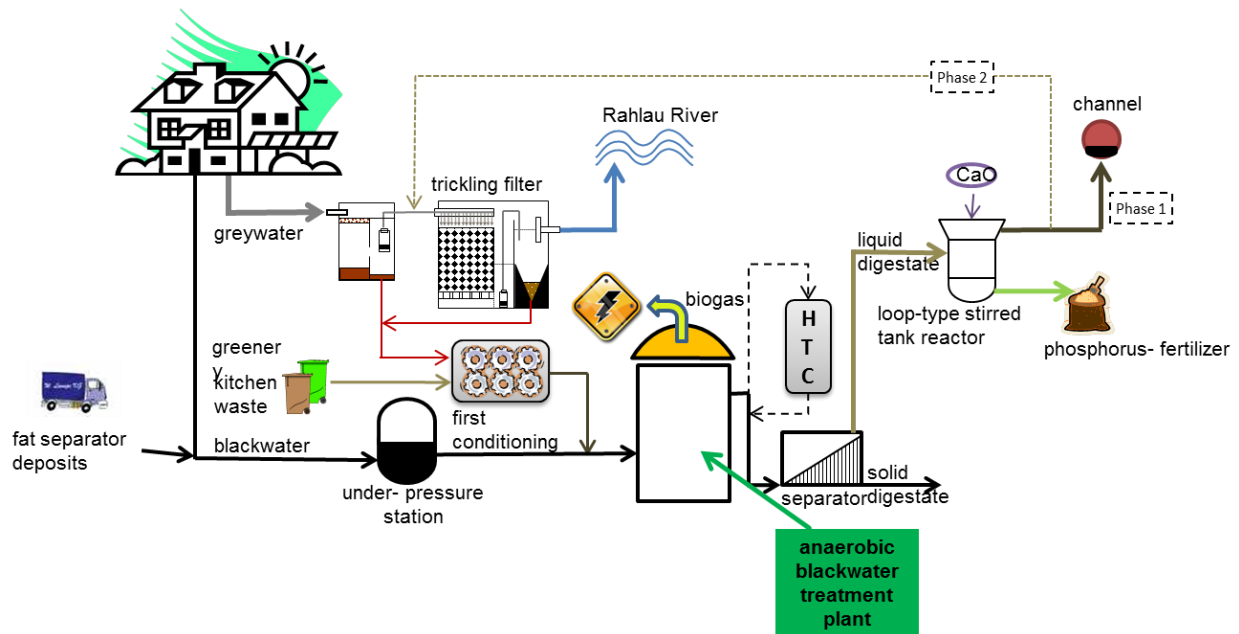 Phase 2
channel
Rahlau River
CaO
trickling filter
Phase 1
greywater
liquid
digestate
biogas
H
T
C
loop-type stirred
tank reactor
phosphorus- fertilizer
greener
y
kitchen
waste
first
conditioning
fat separator
deposits
blackwater
under- pressure
station
separator
solid
digestate
anaerobic
blackwater
treatment
plant